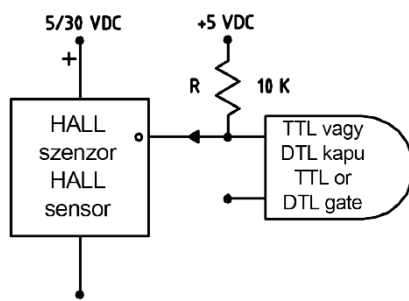 5/30 VDC
+5 VDC
+
R
10 K
HALL
szenzor
HALL
sensor
TTL vagy
DTL kapu
TTL or
DTL gate